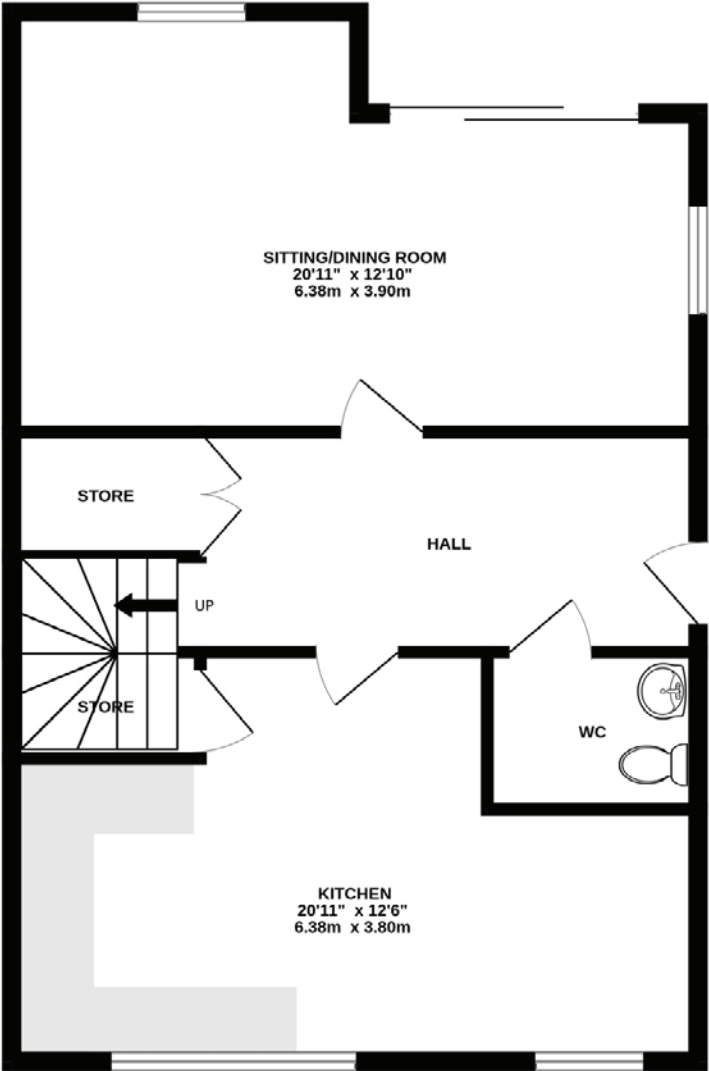 SITTING/DINING ROOM
20'11" x 12'10"
6.38m x 3.90m
STORE
HALL
UP
STORE
WC
KITCHEN
20'11" x 12'6"
6.38m x 3.80m